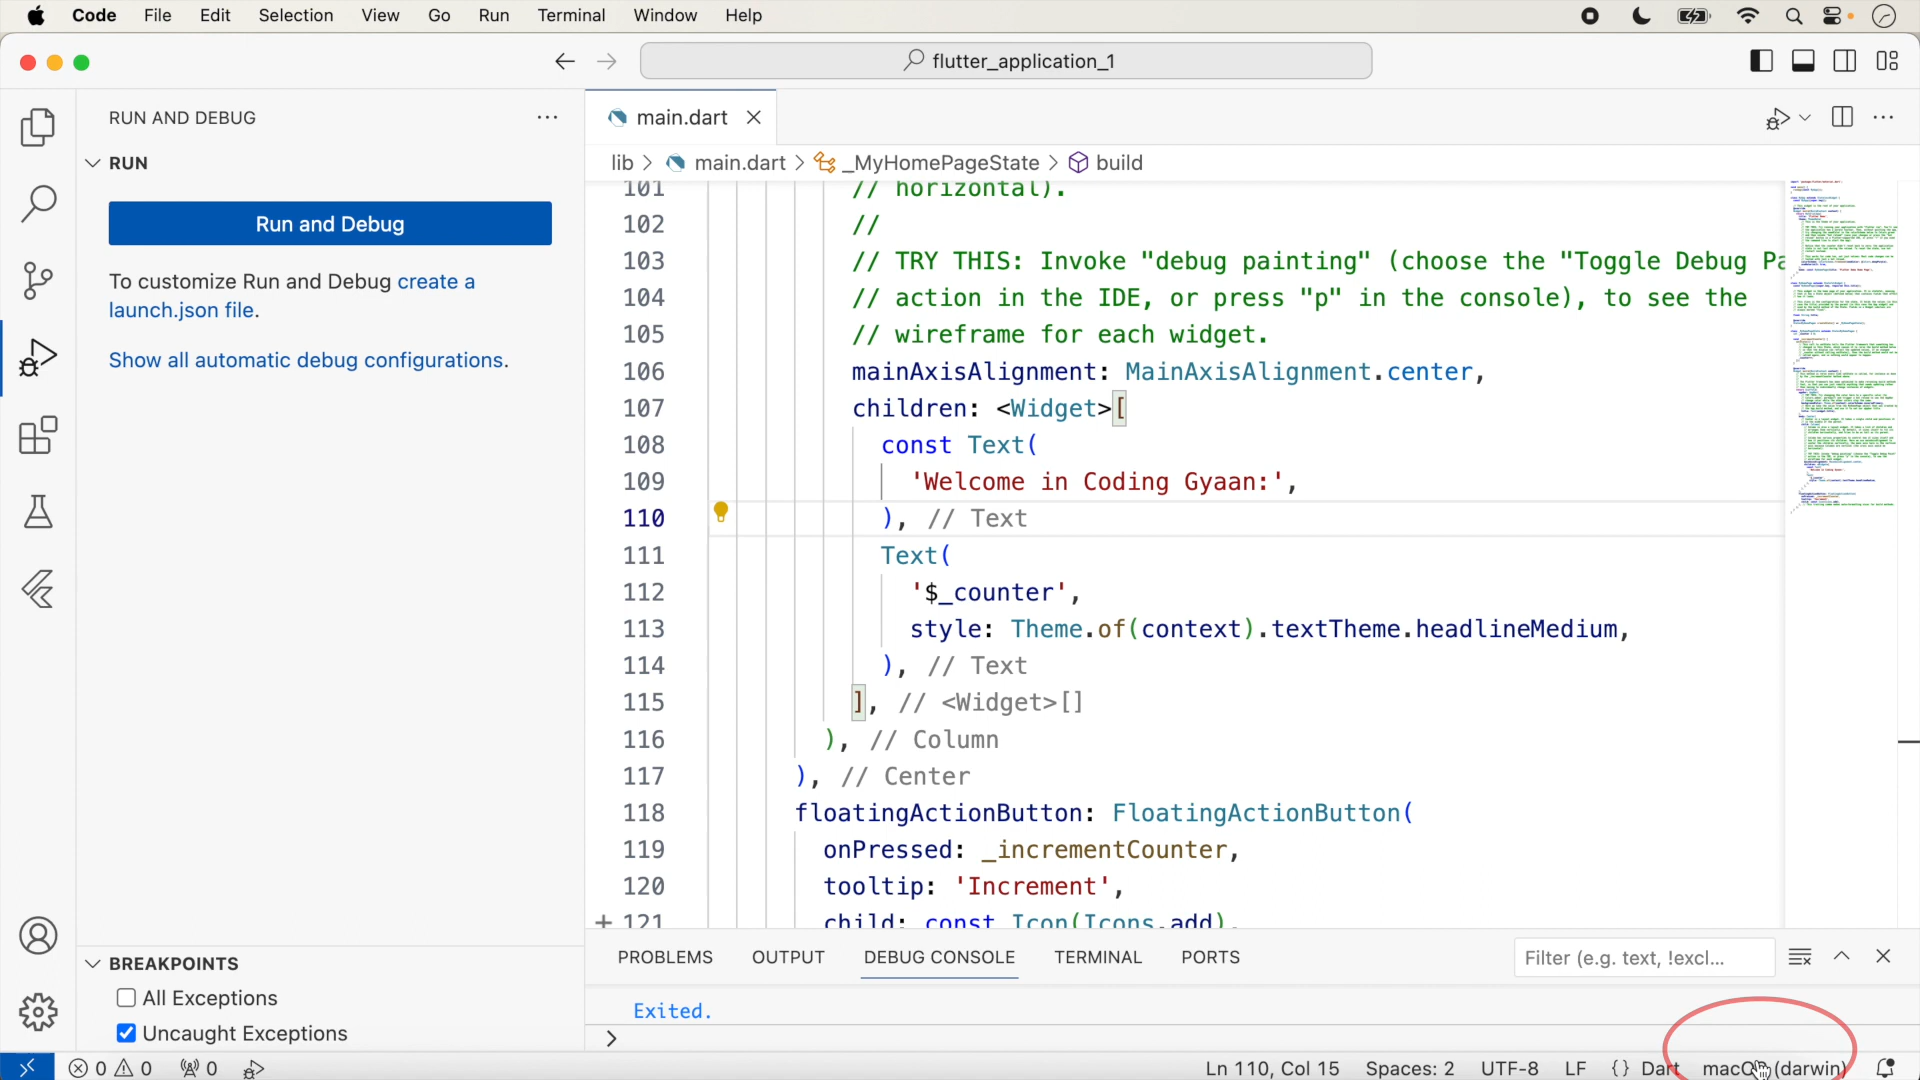 Code File Edit Selection View Go Run Terminal Window Help
flutter_application_1
RUN AND DEBUG
main.dart
RUN
lib > main.dart > _MyHomePageState > build
Run and Debug
To customize Run and Debug create a
launch.json file.
Show all automatic debug configurations.
101 // horizontal).
102 //
103 // TRY THIS: Invoke "debug painting" (choose the "Toggle Debug Pa
104 // action in the IDE, or press "p" in the console), to see the
105 // wireframe for each widget.
106 mainAxisAlignment: MainAxisAlignment.center,
107 children: <Widget>[
108 const Text(
109 'Welcome in Coding Gyaan:',
110 ), // Text
111 Text(
112 '$_counter',
113 style: Theme.of(context).textTheme.headlineMedium,
114 ), // Text
115 ], // <Widget>[]
116 ), // Column
117 ), // Center
118 floatingActionButton: FloatingActionButton(
119 onPressed: _incrementCounter,
120 tooltip: 'Increment',
121 child: const Icon(Icons.add),
BREAKPOINTS
All Exceptions
Uncaught Exceptions
PROBLEMS OUTPUT DEBUG CONSOLE TERMINAL PORTS
Filter (e.g. text, !excl...
Exited.
>
0 0 0
Ln 110, Col 15 Spaces: 2 UTF-8 LF {} Dart macOS (darwin)